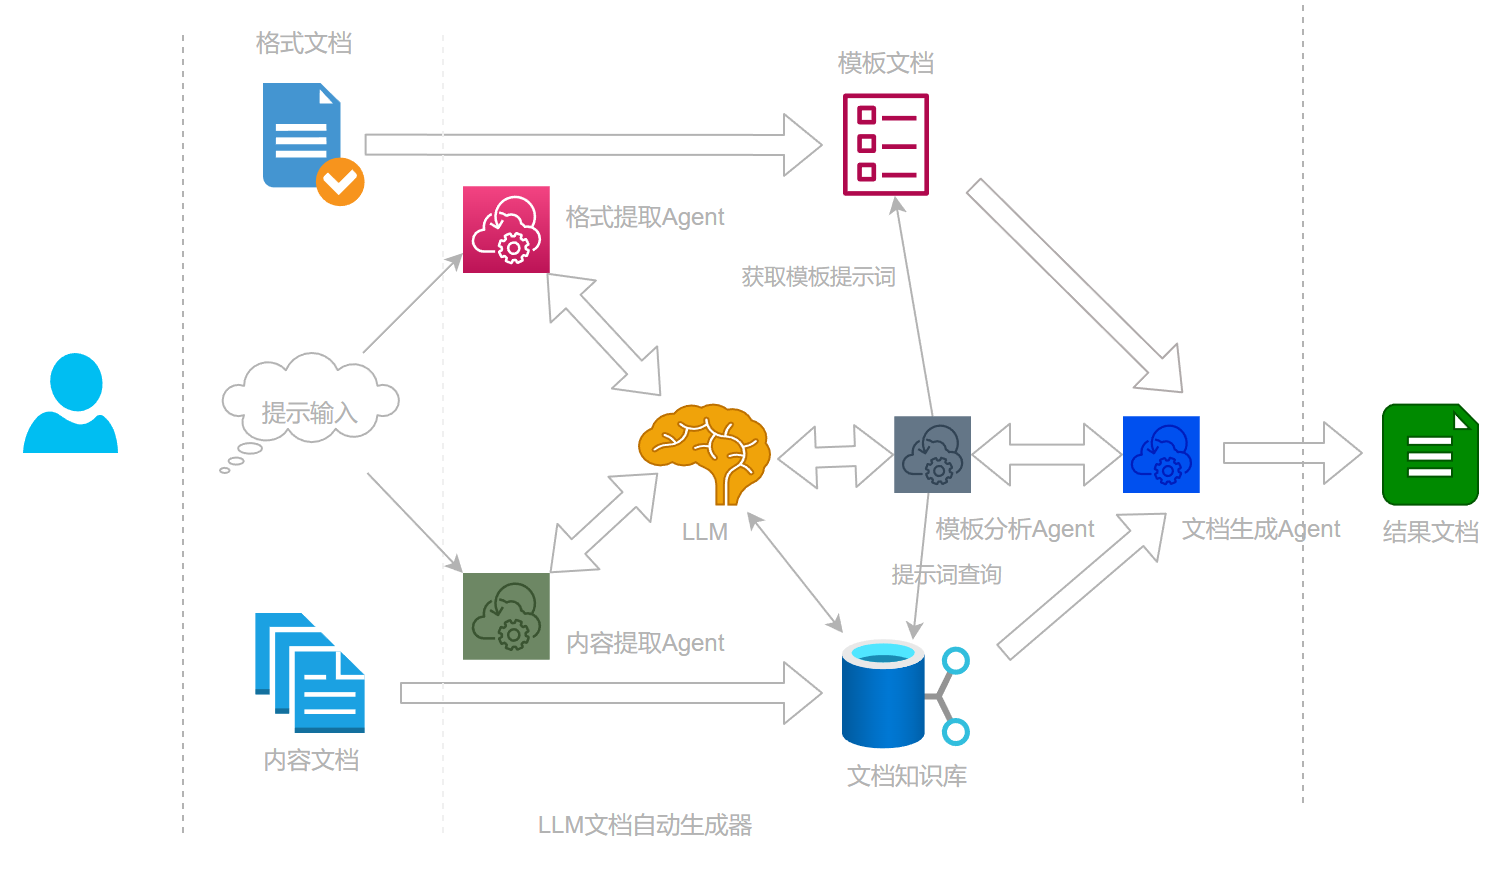 格式文档
模板文档
格式提取Agent
获取模板提示词
提示输入
LLM
模板分析Agent
文档生成Agent
结果文档
提示词查询
内容提取Agent
内容文档
文档知识库
LLM文档自动生成器